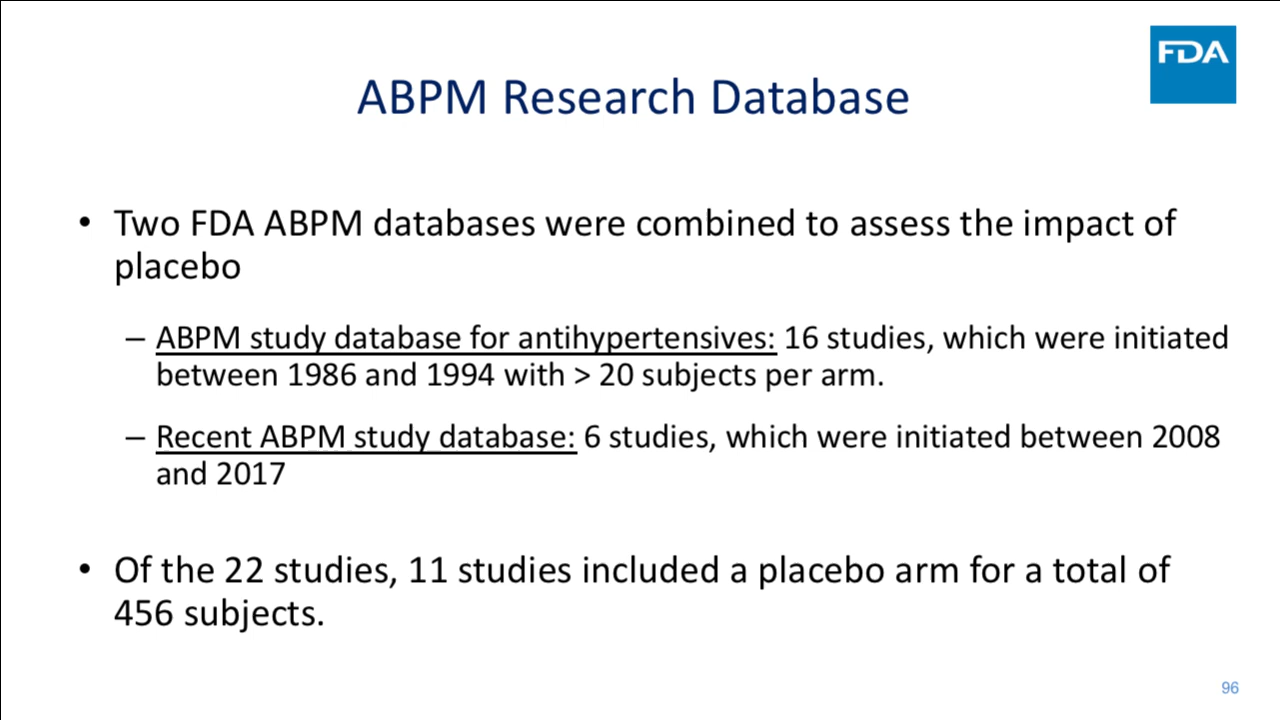 FDA
ABPM Research Database
• Two FDA ABPM databases were combined to assess the impact of
placebo
– ABPM study database for antihypertensives: 16 studies, which were initiated
between 1986 and 1994 with > 20 subjects per arm.
– Recent ABPM study database: 6 studies, which were initiated between 2008
and 2017
• Of the 22 studies, 11 studies included a placebo arm for a total of
456 subjects.
96